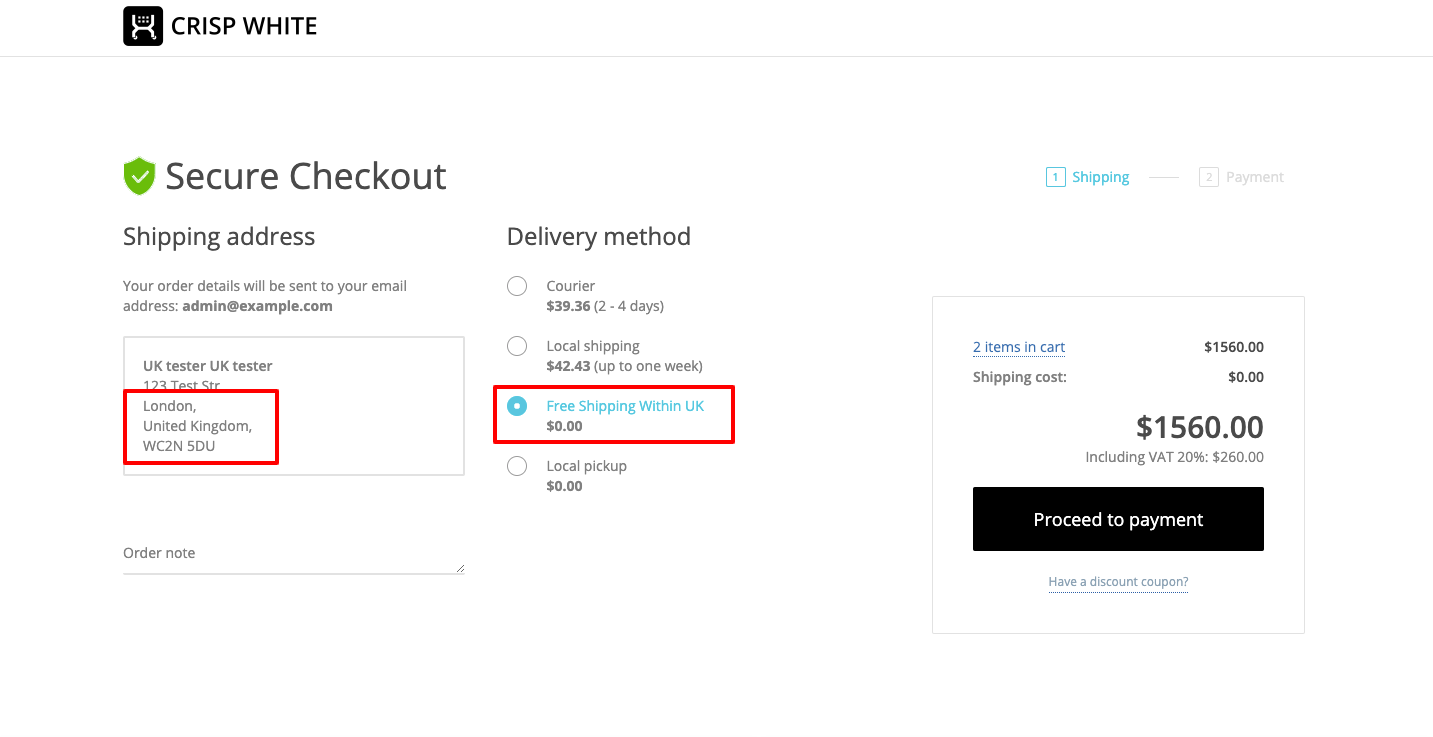 CRISP WHITE
Secure Checkout
1 Shipping
2 Payment
Shipping address
Your order details will be sent to your email
address: admin@example.com
UK tester UK tester
123 Test Str
London,
United Kingdom,
WC2N 5DU
Order note
Delivery method
Courier
$39.36 (2 - 4 days)
Local shipping
$42.43 (up to one week)
Free Shipping Within UK
$0.00
Local pickup
$0.00
2 items in cart $1560.00
Shipping cost: $0.00
$1560.00
Including VAT 20%: $260.00
Proceed to payment
Have a discount coupon?